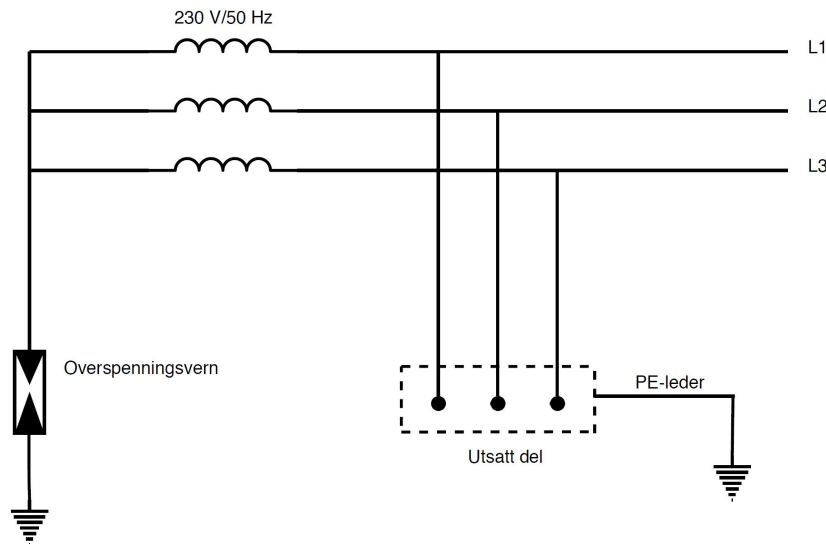 230 V/50 Hz
L1
L2
L3
Overspenningsvern
PE-leder
Utsatt del